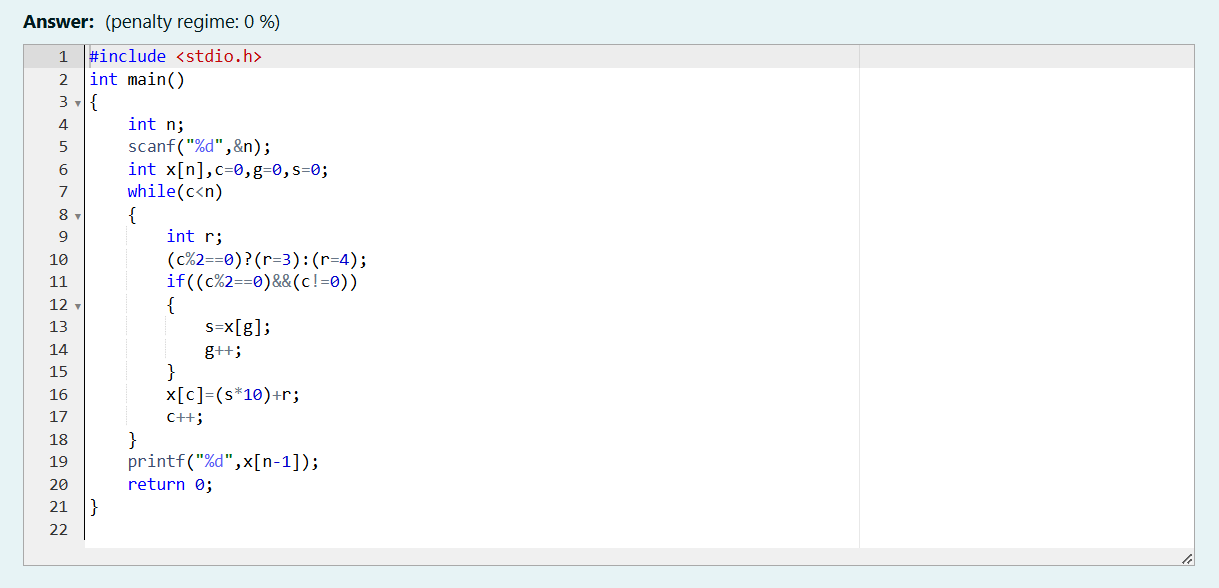 Answer: (penalty regime: 0 %)
1 #include <stdio.h>
2 int main()
3 {
4     int n;
5     scanf("%d",&n);
6     int x[n],c=0,g=0,s=0;
7     while(c<n)
8     {
9         int r;
10         (c%2==0)?(r=3):(r=4);
11         if((c%2==0)&&(c!=0))
12         {
13             s=x[g];
14             g++;
15         }
16         x[c]=(s*10)+r;
17         c++;
18     }
19     printf("%d",x[n-1]);
20     return 0;
21 }
22